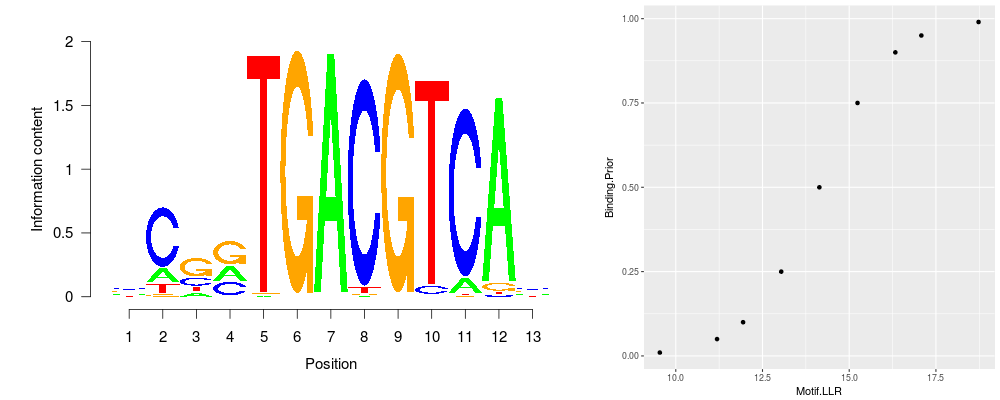 Information content
2
1.5
1
0.5
0
C A T
G C T A
G A C
T
G
A
C T
G
T C
C A T
A G T C
1 2 3 4 5 6 7 8 9 10 11 12 13
Position
Binding.Prior
1.00
0.75
0.50
0.25
0.00
10.0 12.5 15.0 17.5
Motif.LLR